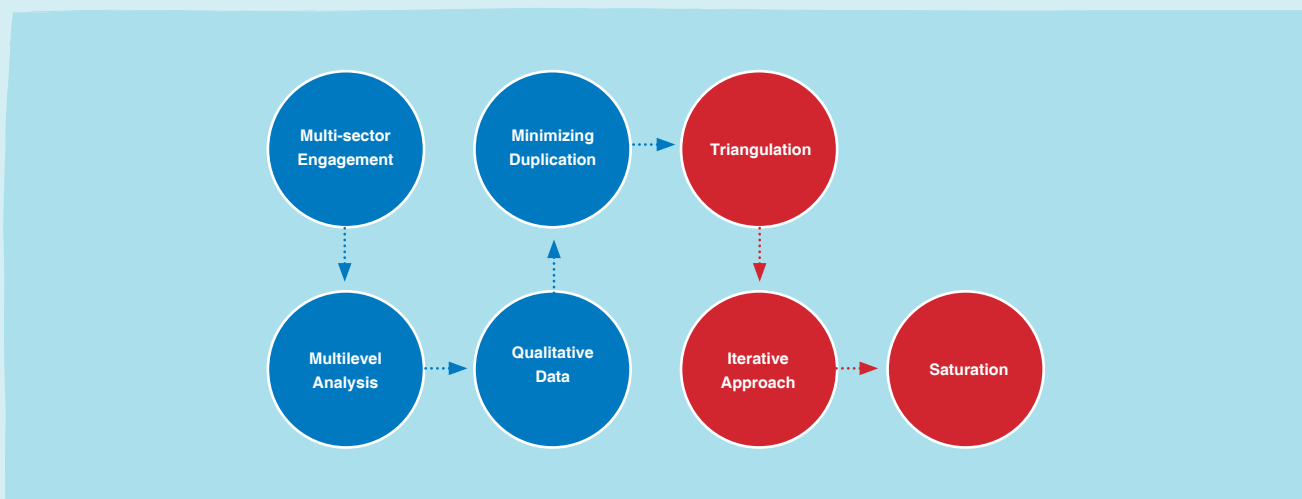 Multi-sector
Engagement
Multilevel
Analysis
Qualitative
Data
Minimizing
Duplication
Triangulation
Iterative
Approach
Saturation